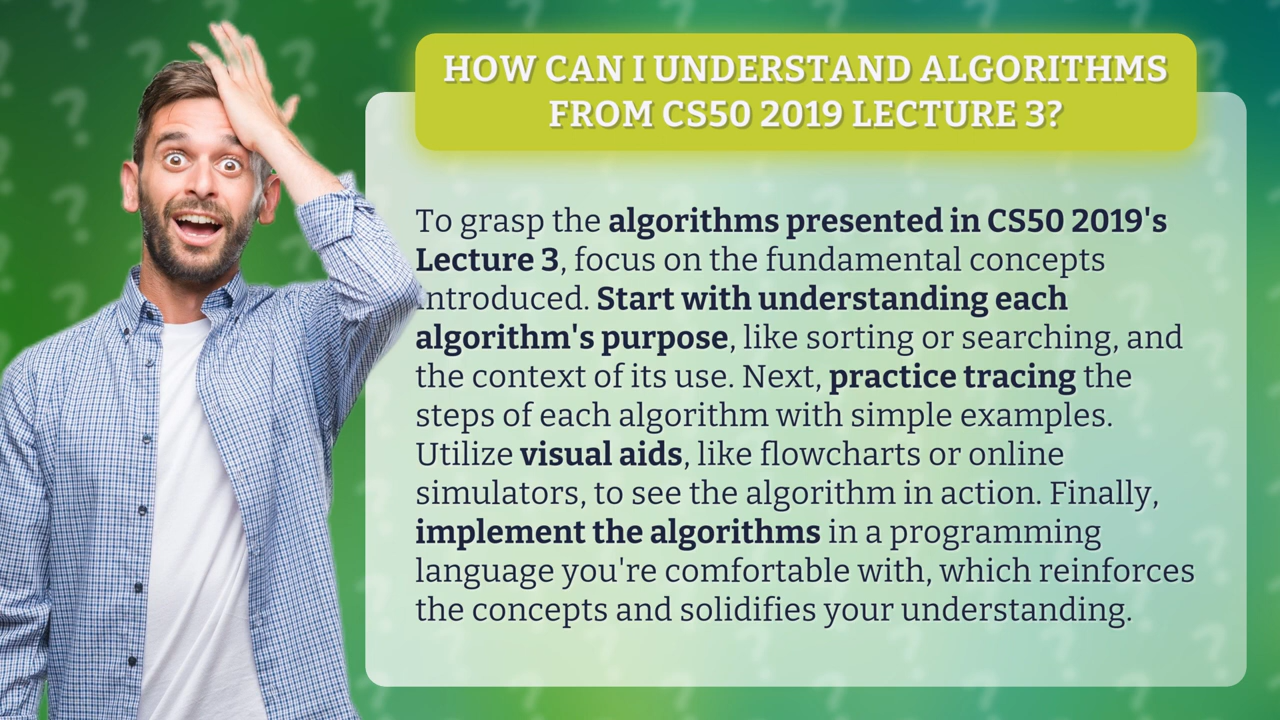 HOW CAN I UNDERSTAND ALGORITHMS
FROM CS50 2019 LECTURE 3?
To grasp the algorithms presented in CS50 2019's
Lecture 3, focus on the fundamental concepts
introduced. Start with understanding each
algorithm's purpose, like sorting or searching, and
the context of its use. Next, practice tracing the
steps of each algorithm with simple examples.
Utilize visual aids, like flowcharts or online
simulators, to see the algorithm in action. Finally,
implement the algorithms in a programming
language you're comfortable with, which reinforces
the concepts and solidifies your understanding.